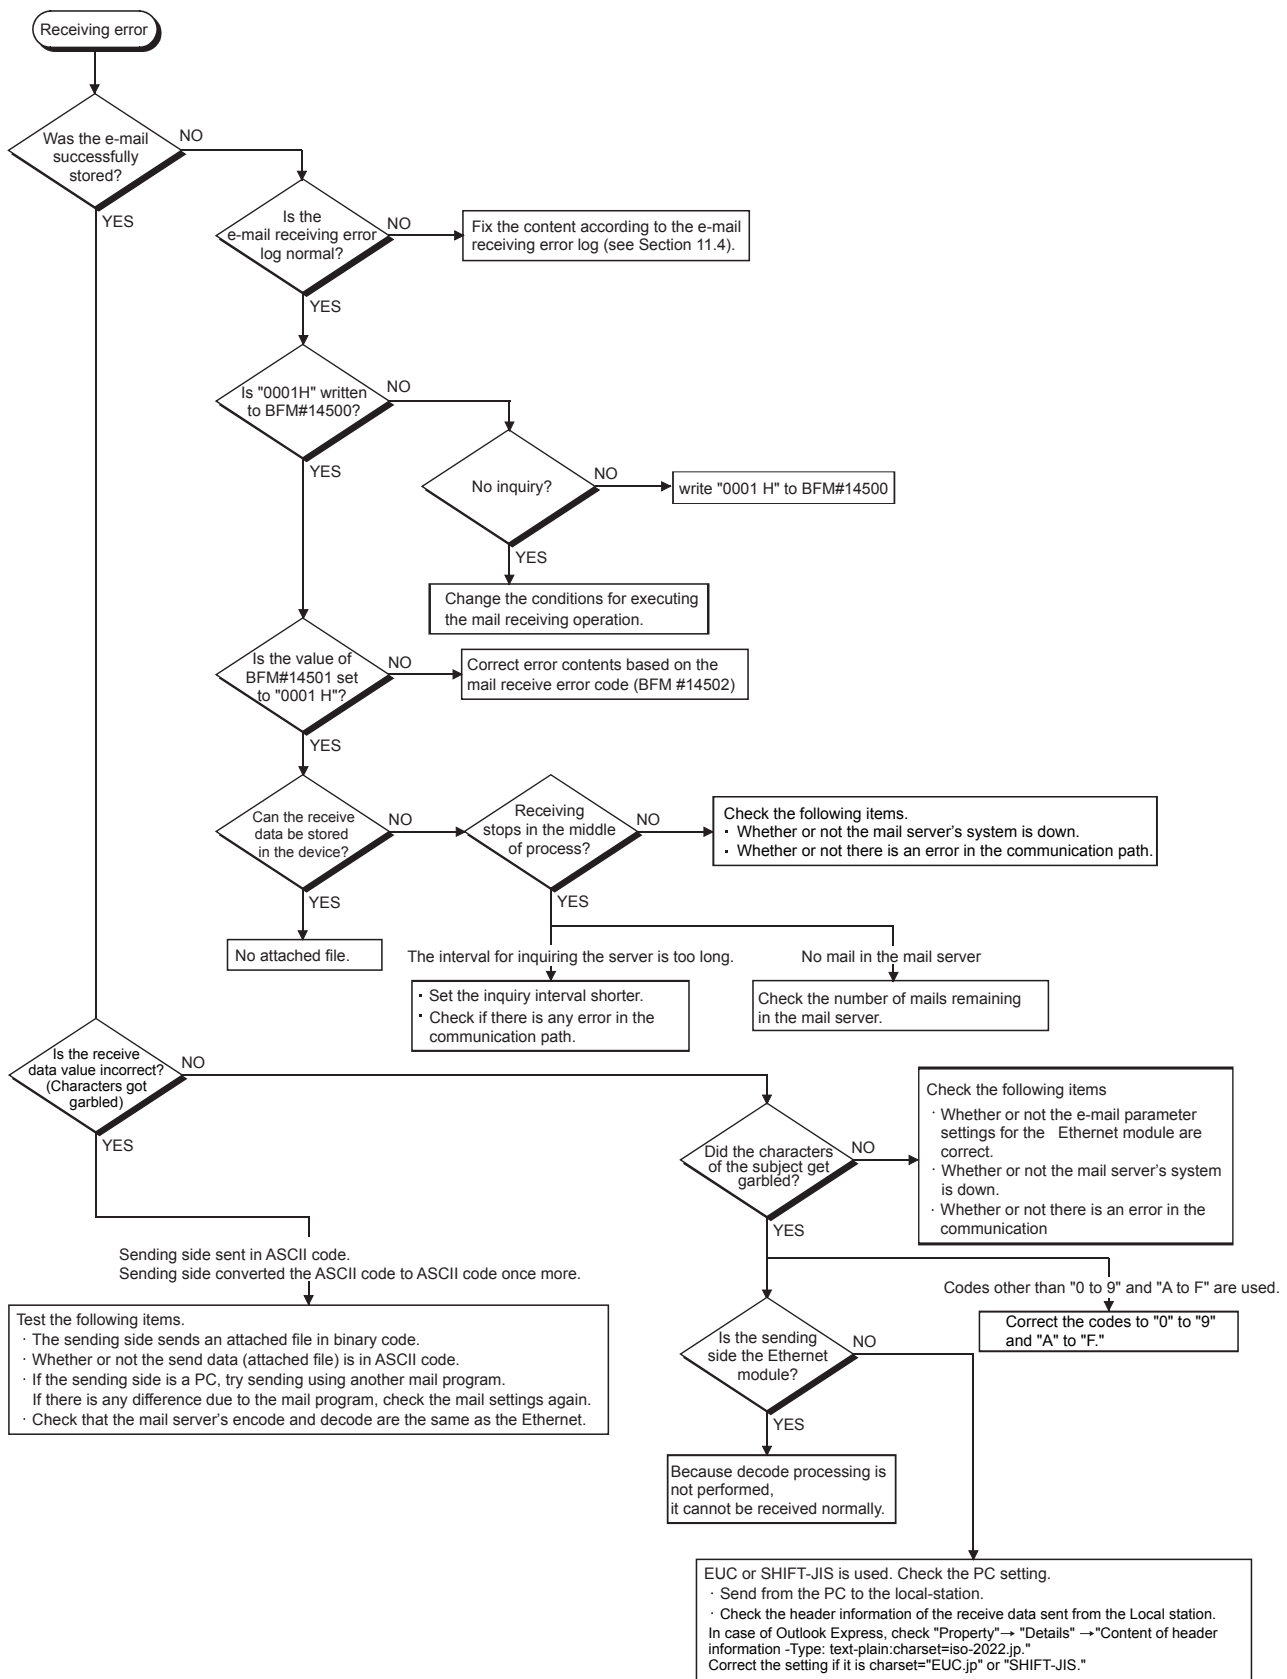 Receiving error
Was the e-mail
successfully
stored?
NO
YES
Is the
e-mail receiving error
log normal?
NO
Fix the content according to the e-mail
receiving error log (see Section 11.4).
YES
Is "0001H" written
to BFM#14500?
NO
YES
No inquiry?
NO
write "0001 H" to BFM#14500
YES
Change the conditions for executing
the mail receiving operation.
Is the value of
BFM#14501 set
to "0001 H"?
NO
Correct error contents based on the
mail receive error code (BFM #14502)
YES
Can the receive
data be stored
in the device?
NO
Receiving
stops in the middle
of process?
NO
Check the following items.
· Whether or not the mail server's system is down.
· Whether or not there is an error in the communication path.
YES
YES
No attached file.
The interval for inquiring the server is too long.
No mail in the mail server
· Set the inquiry interval shorter.
· Check if there is any error in the
communication path.
Check the number of mails remaining
in the mail server.
Is the receive
data value incorrect?
(Characters got
garbled)
NO
YES
Did the characters
of the subject get
garbled?
NO
Check the following items
· Whether or not the e-mail parameter
settings for the Ethernet module are
correct.
· Whether or not the mail server's system
is down.
· Whether or not there is an error in the
communication
YES
Sending side sent in ASCII code.
Sending side converted the ASCII code to ASCII code once more.
Codes other than "0 to 9" and "A to F" are used.
Test the following items.
· The sending side sends an attached file in binary code.
· Whether or not the send data (attached file) is in ASCII code.
· If the sending side is a PC, try sending using another mail program.
If there is any difference due to the mail program, check the mail settings again.
· Check that the mail server's encode and decode are the same as the Ethernet.
Correct the codes to "0" to "9"
and "A" to "F."
Is the sending
side the Ethernet
module?
NO
YES
Because decode processing is
not performed,
it cannot be received normally.
EUC or SHIFT-JIS is used. Check the PC setting.
· Send from the PC to the local-station.
· Check the header information of the receive data sent from the Local station.
In case of Outlook Express, check "Property"→ "Details" →"Content of header
information -Type: text-plain:charset=iso-2022.jp."
Correct the setting if it is charset="EUC.jp" or "SHIFT-JIS."